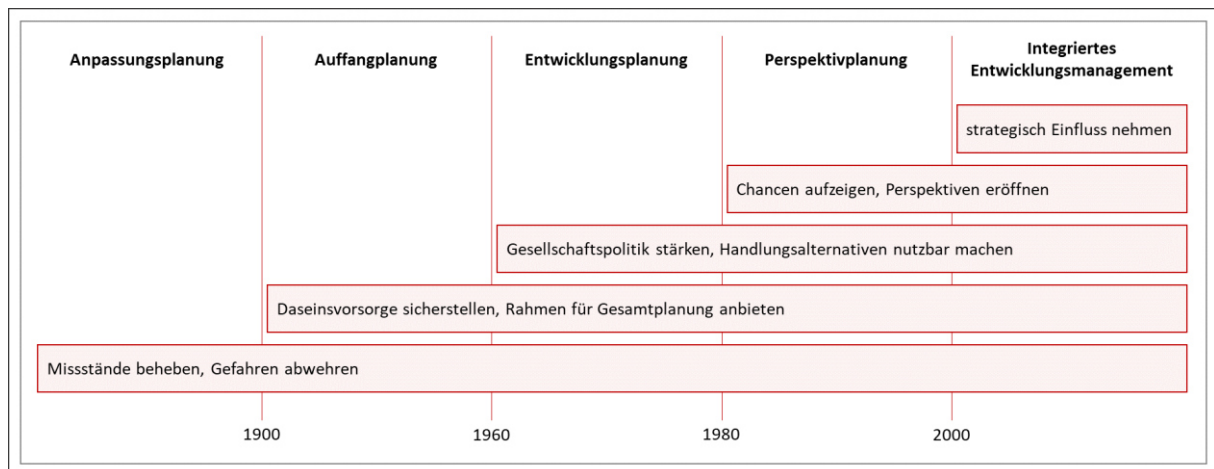 Anpassungsplanung
Auffangplanung
Entwicklungsplanung
Perspektivplanung
Integriertes
Entwicklungsmanagement
strategisch Einfluss nehmen
Chancen aufzeigen, Perspektiven eröffnen
Gesellschaftspolitik stärken, Handlungsalternativen nutzbar machen
Daseinsvorsorge sicherstellen, Rahmen für Gesamtplanung anbieten
Missstände beheben, Gefahren abwehren
1900
1960
1980
2000